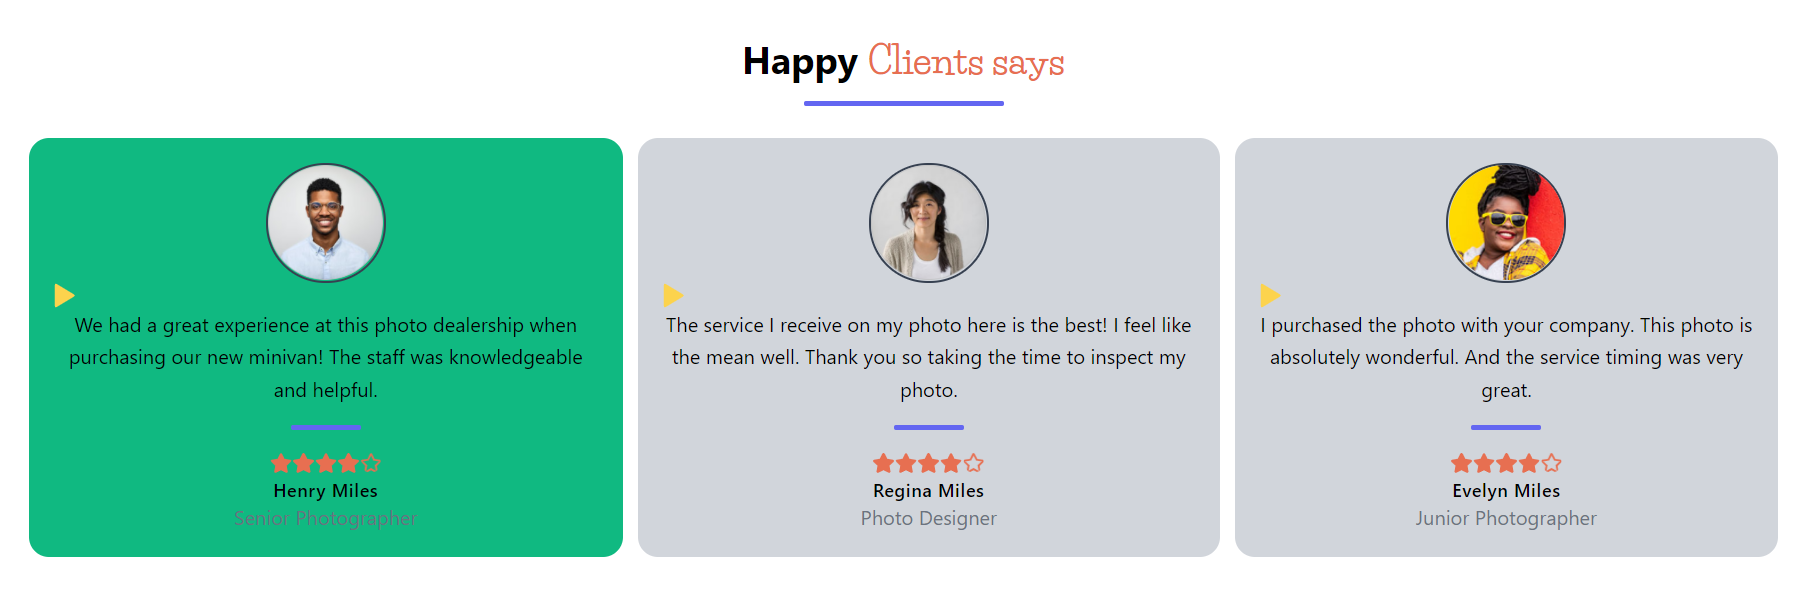 Happy Clients says
We had a great experience at this photo dealership when
purchasing our new minivan! The staff was knowledgeable
and helpful.
Henry Miles
Senior Photographer
The service I receive on my photo here is the best! I feel like
the mean well. Thank you so taking the time to inspect my
photo.
Regina Miles
Photo Designer
I purchased the photo with your company. This photo is
absolutely wonderful. And the service timing was very
great.
Evelyn Miles
Junior Photographer